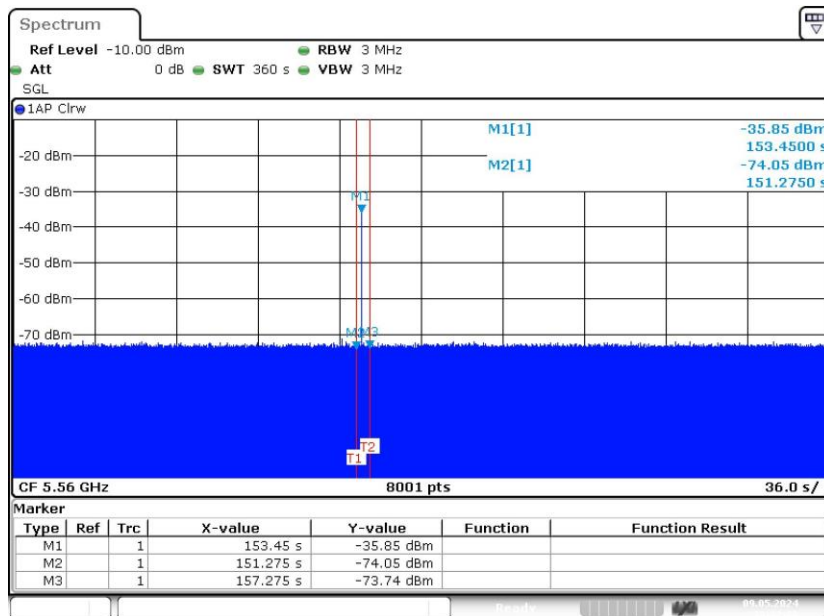 Spectrum
Ref Level -10.00 dBm RBW 3 MHz
Att 0 dB SWT 360 s VBW 3 MHz
SGL
1AP Clrw
M1[1] -35.85 dBm
153.4500 s
M2[1] -74.05 dBm
151.2750 s
-20 dBm
-30 dBm
M1
-40 dBm
-50 dBm
-60 dBm
-70 dBm
M3
T2
T1
CF 5.56 GHz 8001 pts 36.0 s/
Marker
Type Ref Trc X-value Y-value Function Function Result
M1 1 153.45 s -35.85 dBm
M2 1 151.275 s -74.05 dBm
M3 1 157.275 s -73.74 dBm
Ready 09.05.2024